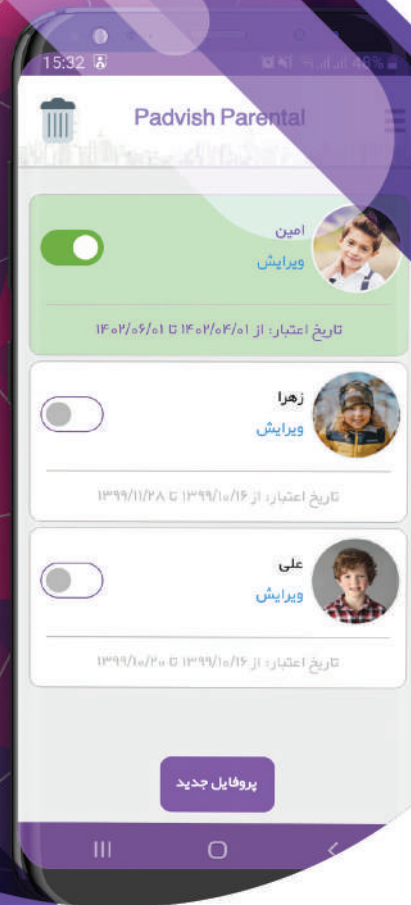 15:32
48%
Padvish Parental
امین
ویرایش
تاریخ اعتبار: از ۱۴۰۲/۰۴/۰۱ تا ۱۴۰۲/۰۶/۰۱
زهرا
ویرایش
تاریخ اعتبار: از ۱۳۹۹/۱۰/۱۶ تا ۱۳۹۹/۱۱/۲۸
علی
ویرایش
تاریخ اعتبار: از ۱۳۹۹/۱۰/۱۶ تا ۱۳۹۹/۱۰/۲۰
پروفایل جدید